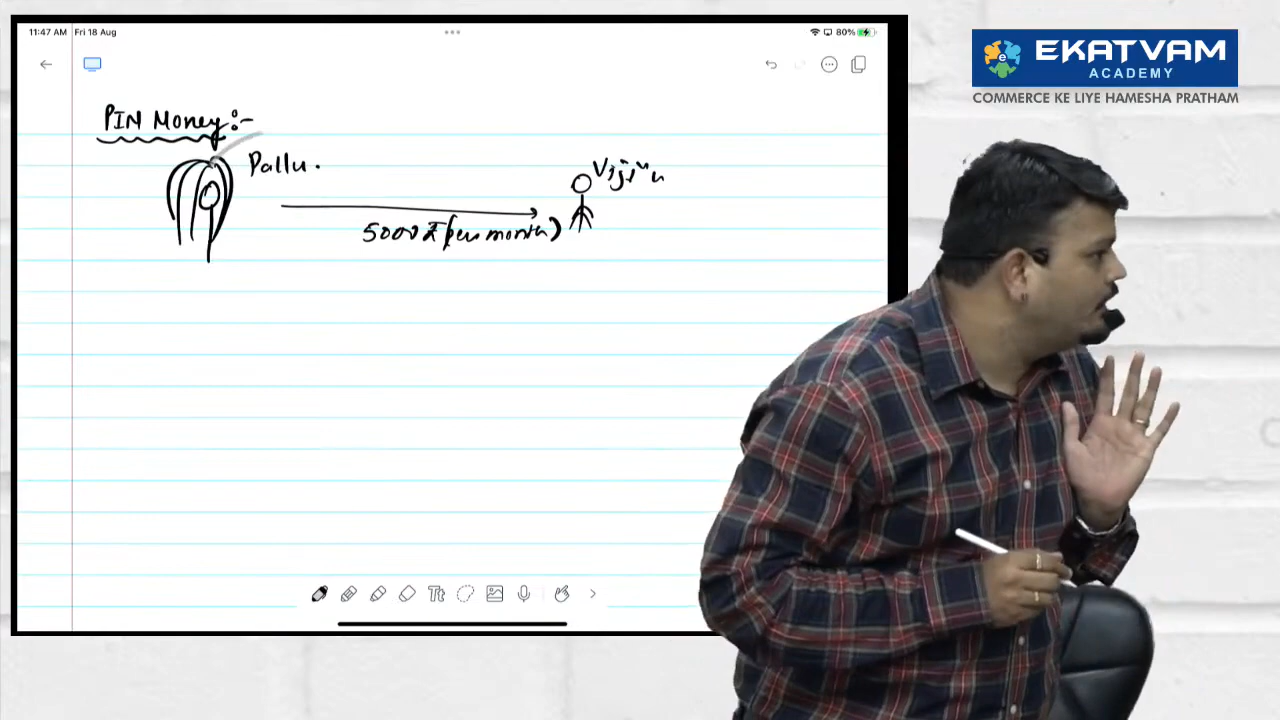 11:47 AM Fri 18 Aug
80%
EKATVAM
ACADEMY
COMMERCE KE LIYE HAMESHA PRATHAM
PIN Money:-
Pallu.
5000 ₹ (per month)
Tt